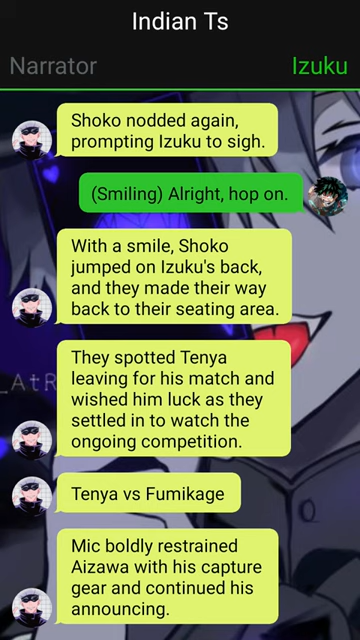 Indian Ts
Narrator
Izuku
Shoko nodded again,
prompting Izuku to sigh.
(Smiling) Alright, hop on.
With a smile, Shoko
jumped on Izuku's back,
and they made their way
back to their seating area.
They spotted Tenya
leaving for his match and
wished him luck as they
settled in to watch the
ongoing competition.
_AtR
Tenya vs Fumikage
Mic boldly restrained
Aizawa with his capture
gear and continued his
announcing.